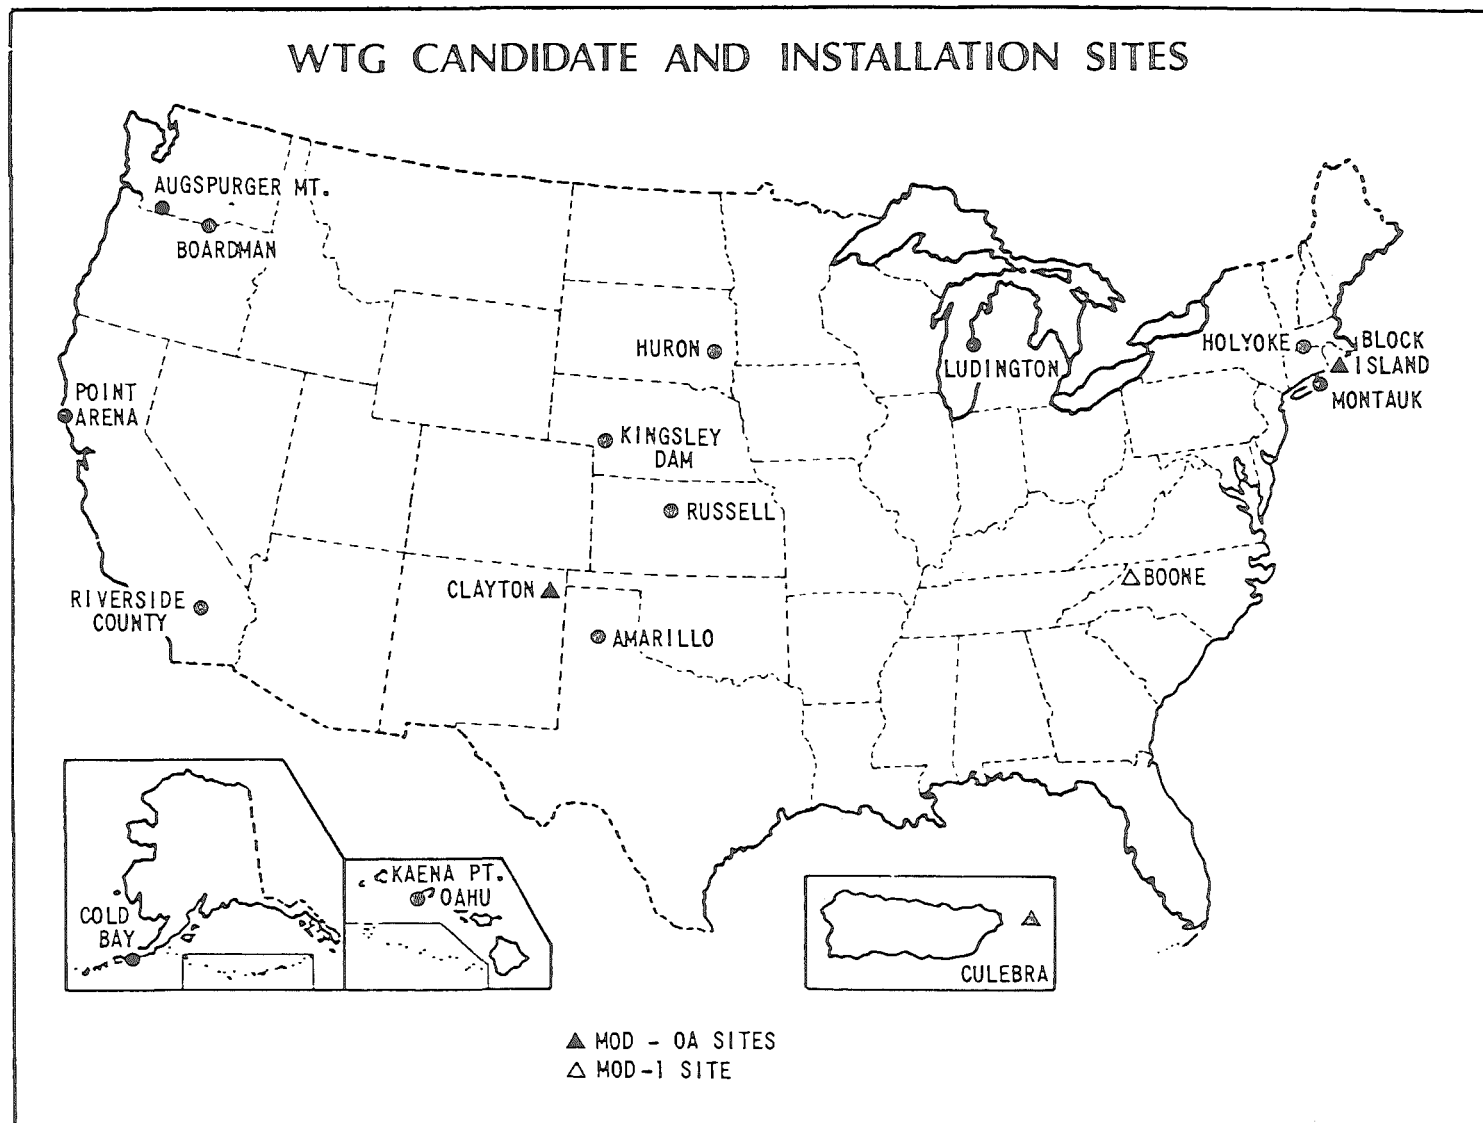 WTG CANDIDATE AND INSTALLATION SITES
AUGSPURGER MT.
BOARDMAN
HURON
LUDINGTON
HOLYOKE
BLOCK
ISLAND
MONTAUK
POINT
ARENA
KINGSLEY
DAM
RUSSELL
RIVERSIDE
COUNTY
CLAYTON
BOONE
AMARILLO
KAENA PT.
OAHU
COLD
BAY
CULEBRA
MOD - OA SITES
MOD-1 SITE